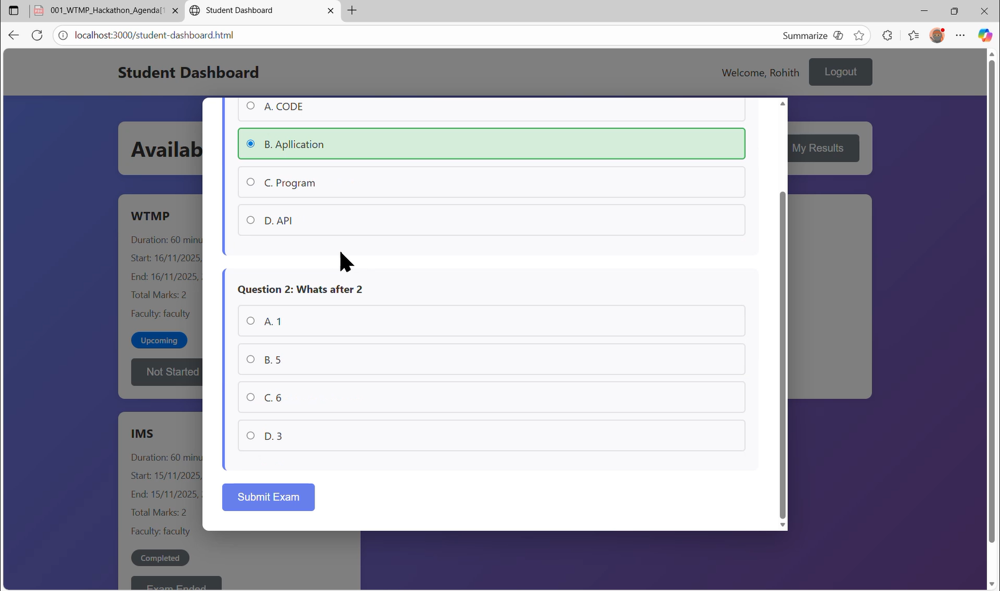 001_WTMP_Hackathon_Agenda[1
Student Dashboard
localhost:3000/student-dashboard.html
Summarize
Student Dashboard
Welcome, Rohith
Logout
Availab
My Results
A. CODE
B. Apllication
C. Program
D. API
Question 2: Whats after 2
A. 1
B. 5
C. 6
D. 3
Submit Exam
WTMP
Duration: 60 minu
Start: 16/11/2025,
End: 16/11/2025,
Total Marks: 2
Faculty: faculty
Upcoming
Not Started
IMS
Duration: 60 minu
Start: 15/11/2025,
End: 15/11/2025,
Total Marks: 2
Faculty: faculty
Completed
Exam Ended